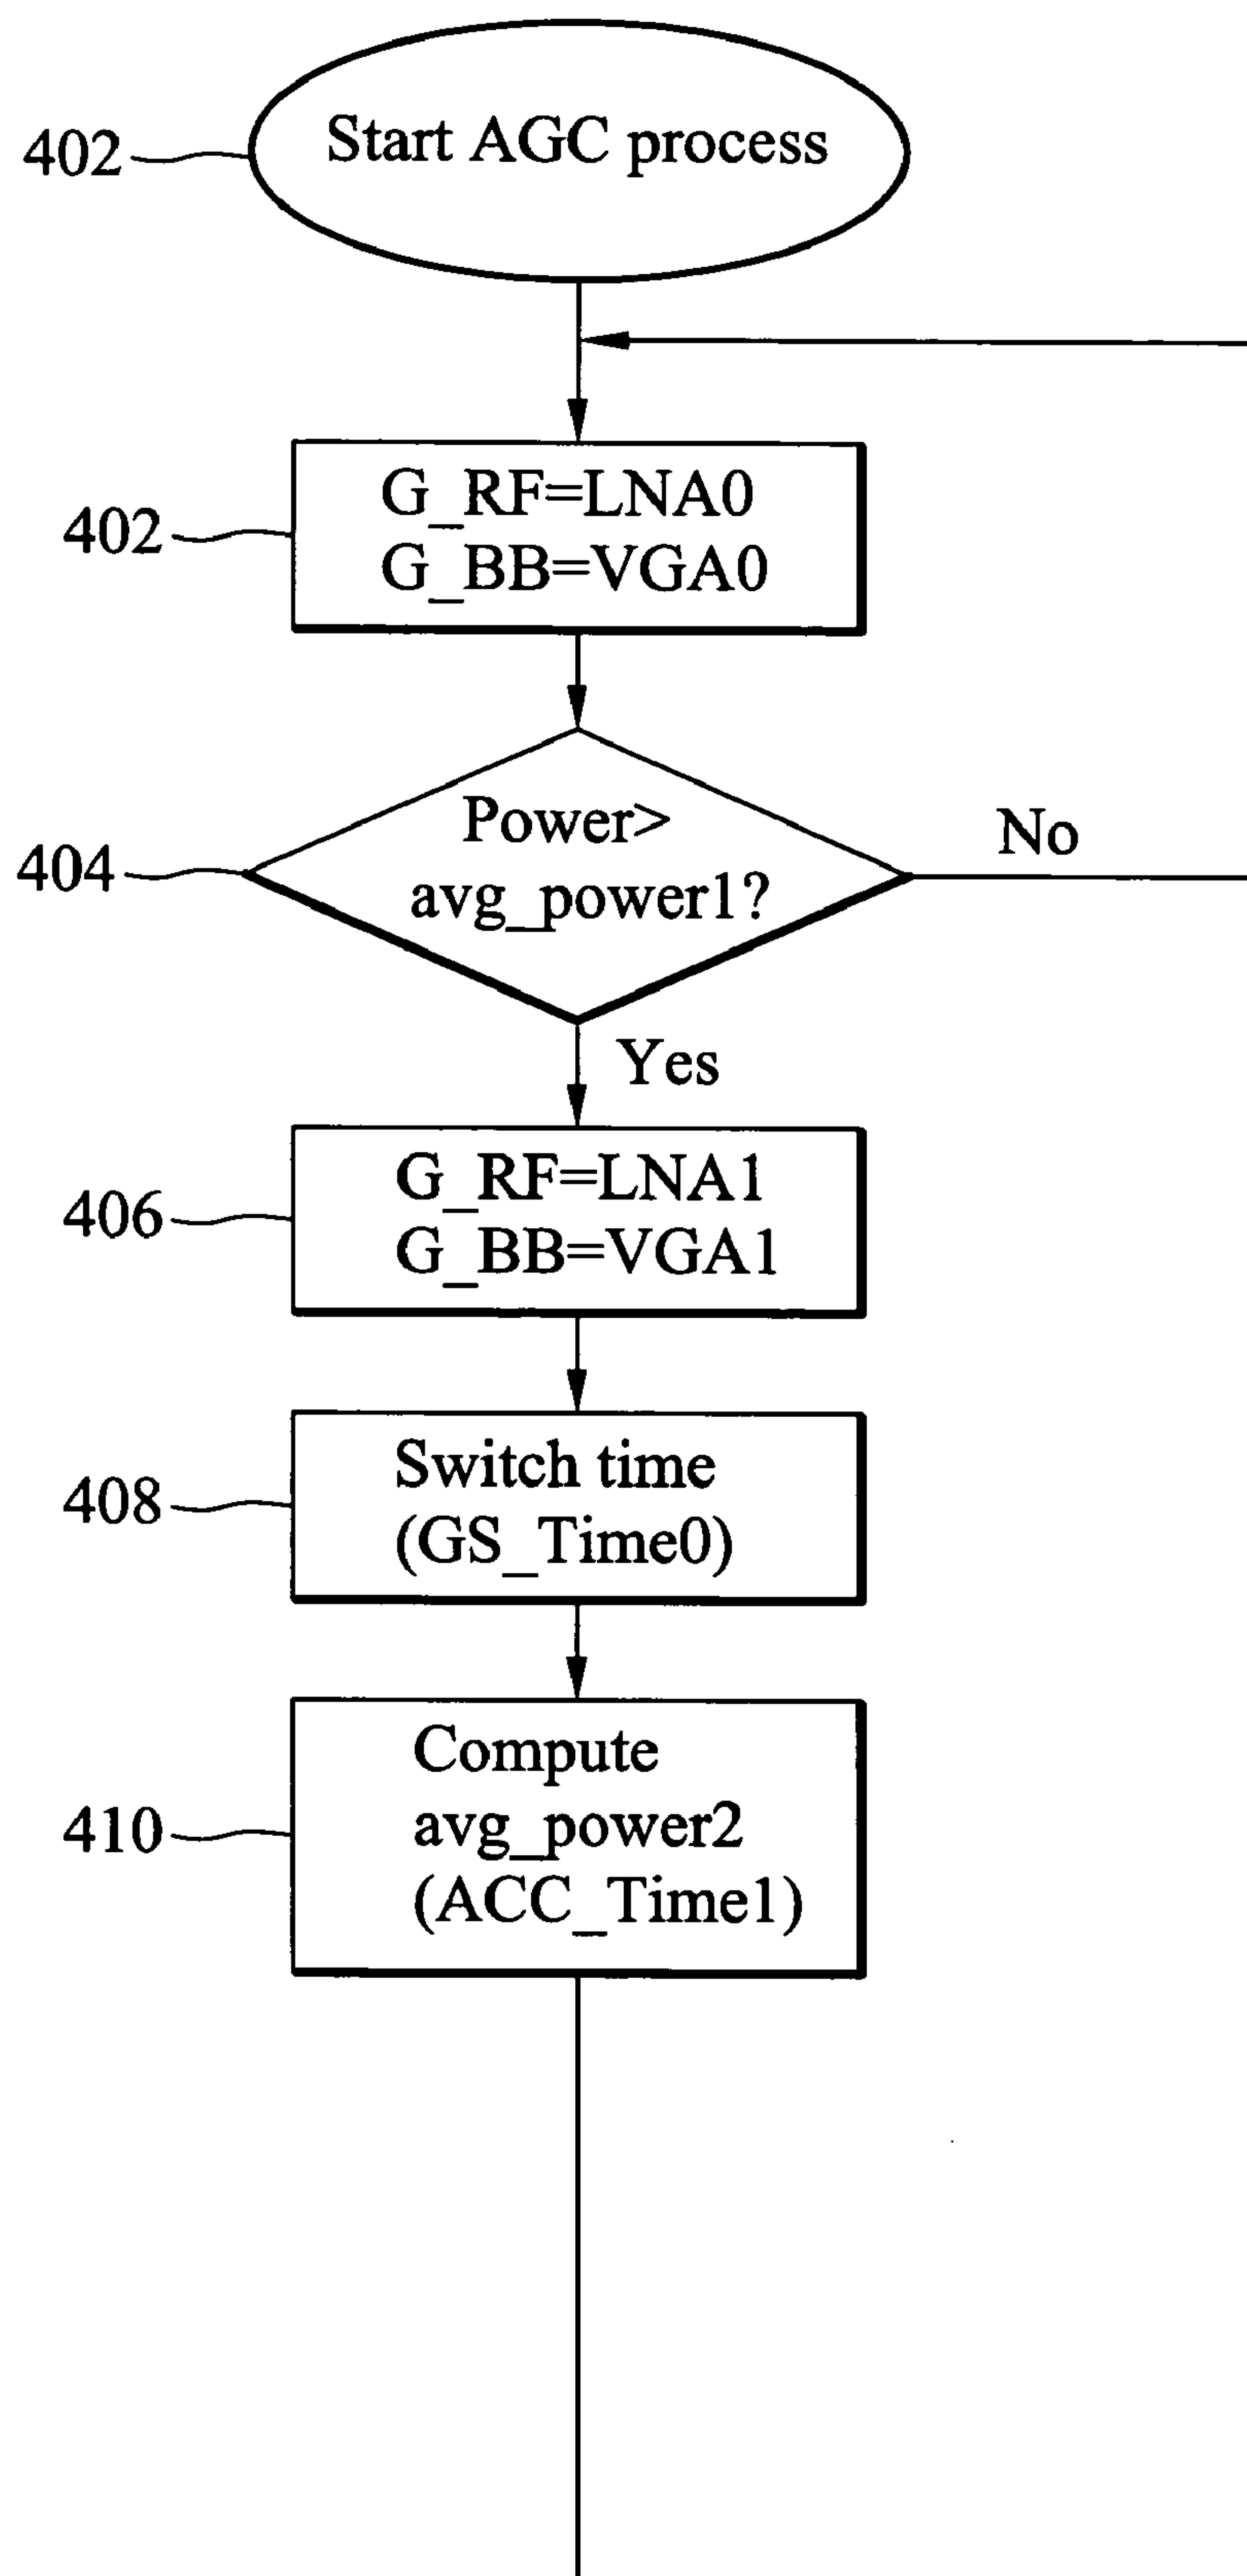 402
Start AGC process
402
G_RF=LNA0
G_BB=VGA0
404
Power>
avg_power1?
No
Yes
406
G_RF=LNA1
G_BB=VGA1
408
Switch time
(GS_Time0)
410
Compute
avg_power2
(ACC_Time1)